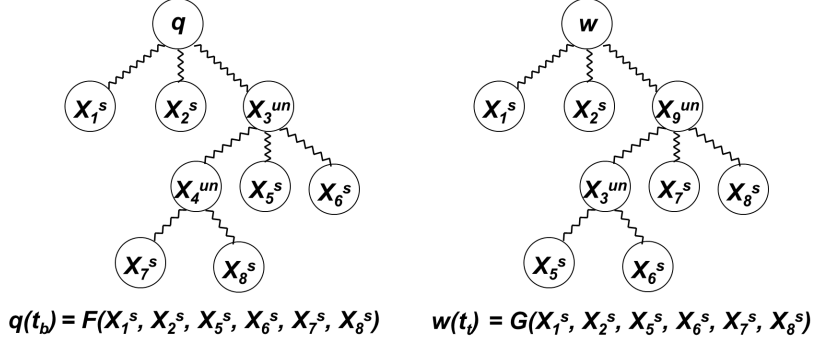 q w
X₁ˢ X₂ˢ X₃ᵘⁿ X₁ˢ X₂ˢ X₉ᵘⁿ
X₄ᵘⁿ X₅ˢ X₆ˢ X₃ᵘⁿ X₇ˢ X₈ˢ
X₇ˢ X₈ˢ X₅ˢ X₆ˢ
q(t_b) = F(X₁ˢ, X₂ˢ, X₅ˢ, X₆ˢ, X₇ˢ, X₈ˢ) w(tₜ) = G(X₁ˢ, X₂ˢ, X₅ˢ, X₆ˢ, X₇ˢ, X₈ˢ)